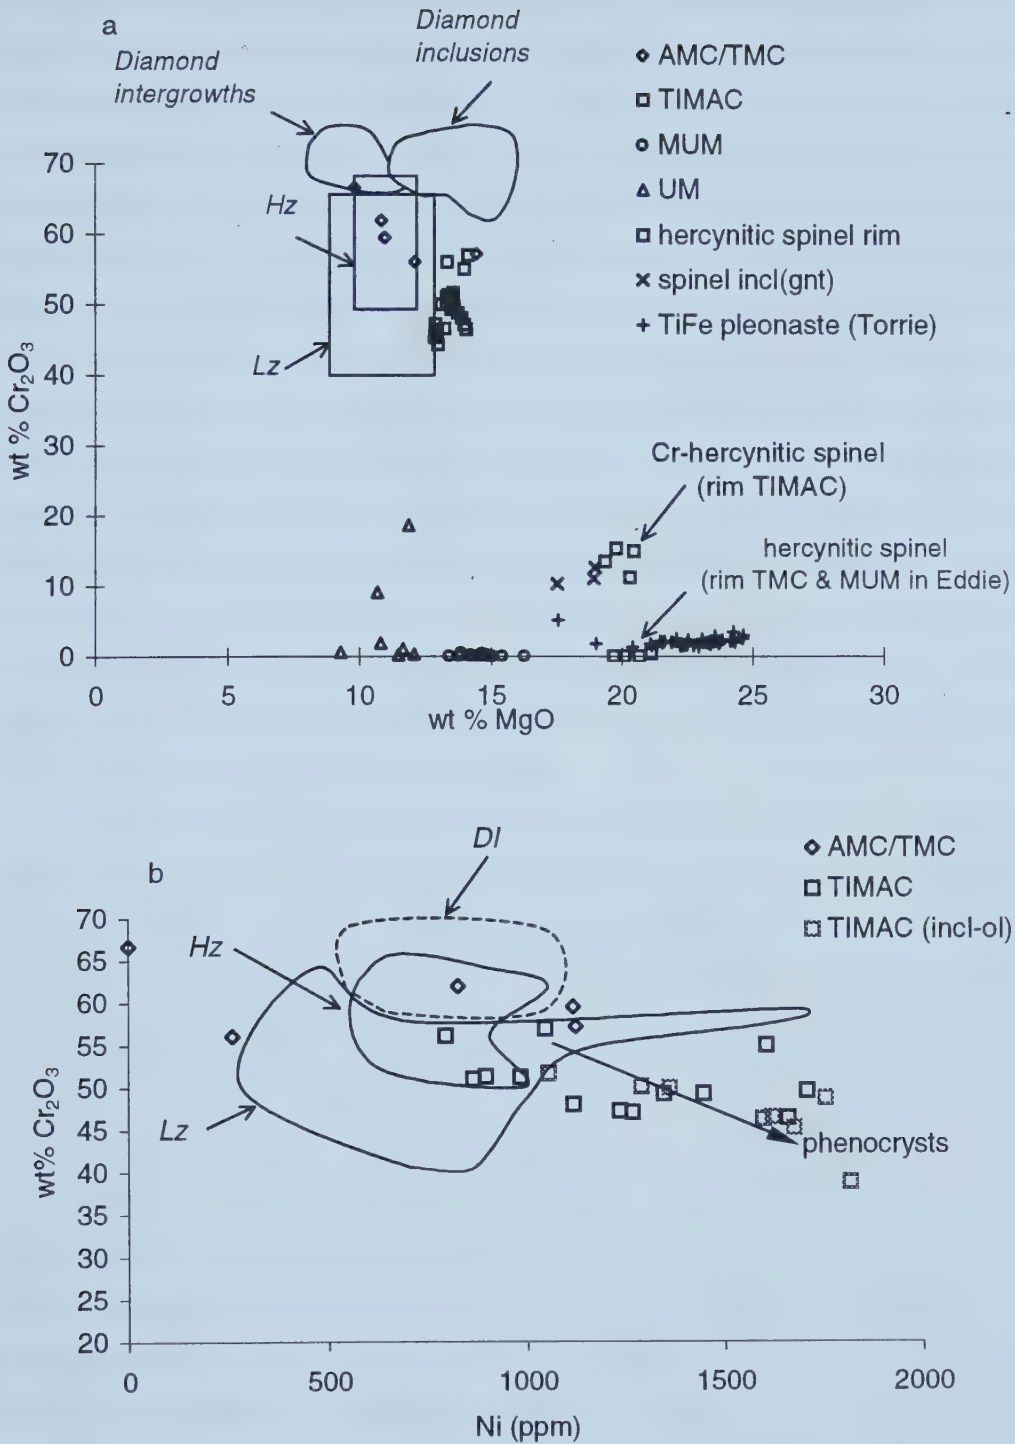 a
Diamond
inclusions
Diamond
intergrowths
AMC/TMC
TIMAC
MUM
UM
hercynitic spinel rim
spinel incl(gnt)
TiFe pleonaste (Torrie)
70
60
50
40
30
20
10
0
wt % Cr₂O₃
Hz
Lz
Cr-hercynitic spinel
(rim TIMAC)
hercynitic spinel
(rim TMC & MUM in Eddie)
0 5 10 15 20 25 30
wt % MgO
b
DI
AMC/TMC
TIMAC
TIMAC (incl-ol)
70
65
60
55
50
45
40
35
30
25
20
wt% Cr₂O₃
Hz
Lz
phenocrysts
0 500 1000 1500 2000
Ni (ppm)